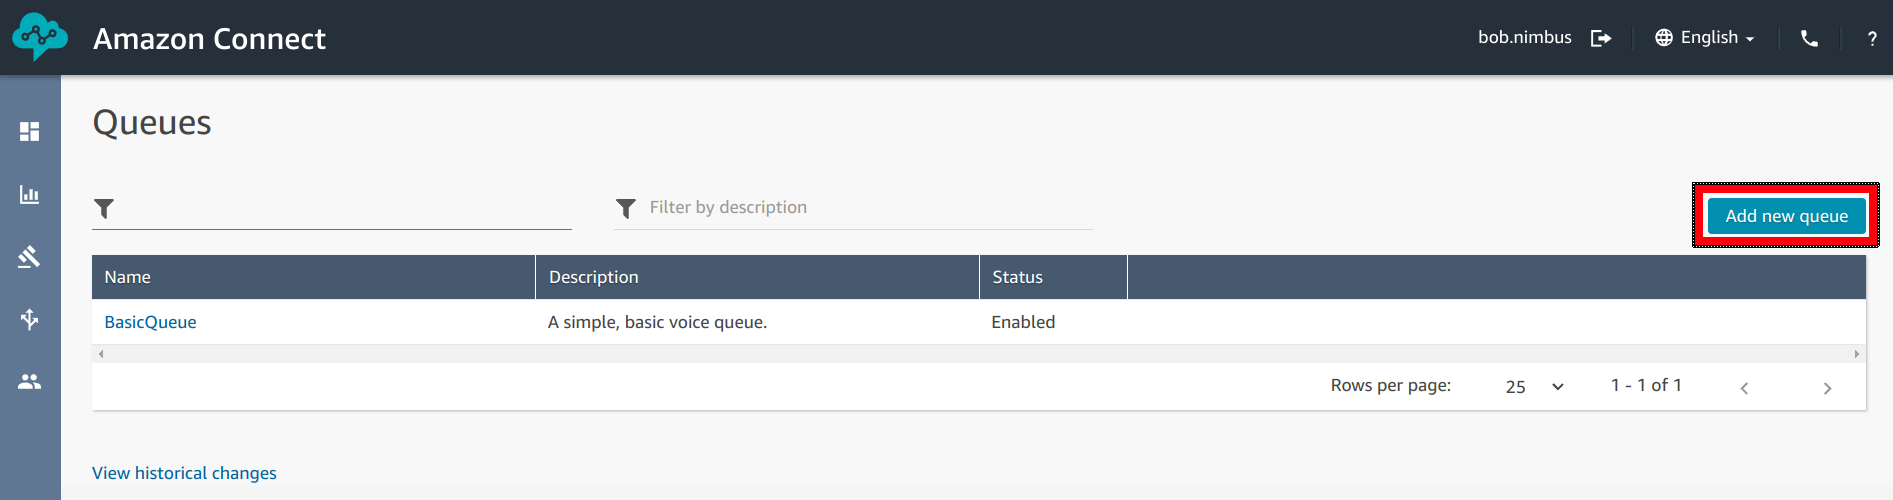 Amazon Connect
bob.nimbus
English
?
Queues
Filter by description
Add new queue
Name Description Status
BasicQueue A simple, basic voice queue. Enabled
Rows per page: 25 1 - 1 of 1
View historical changes